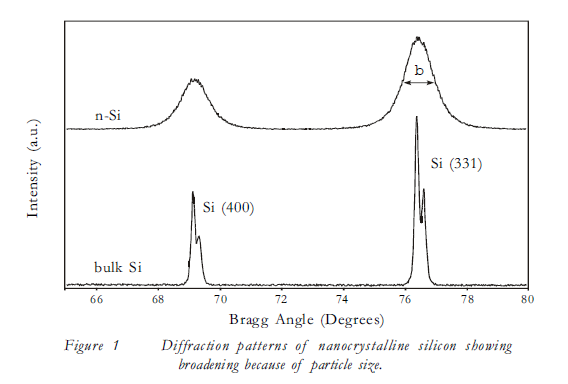 b
n-Si
Si (331)
Si (400)
bulk Si
Intensity (a.u.)
66 68 70 72 74 76 78 80
Bragg Angle (Degrees)
Figure 1 Diffraction patterns of nanocrystalline silicon showing
broadening because of particle size.